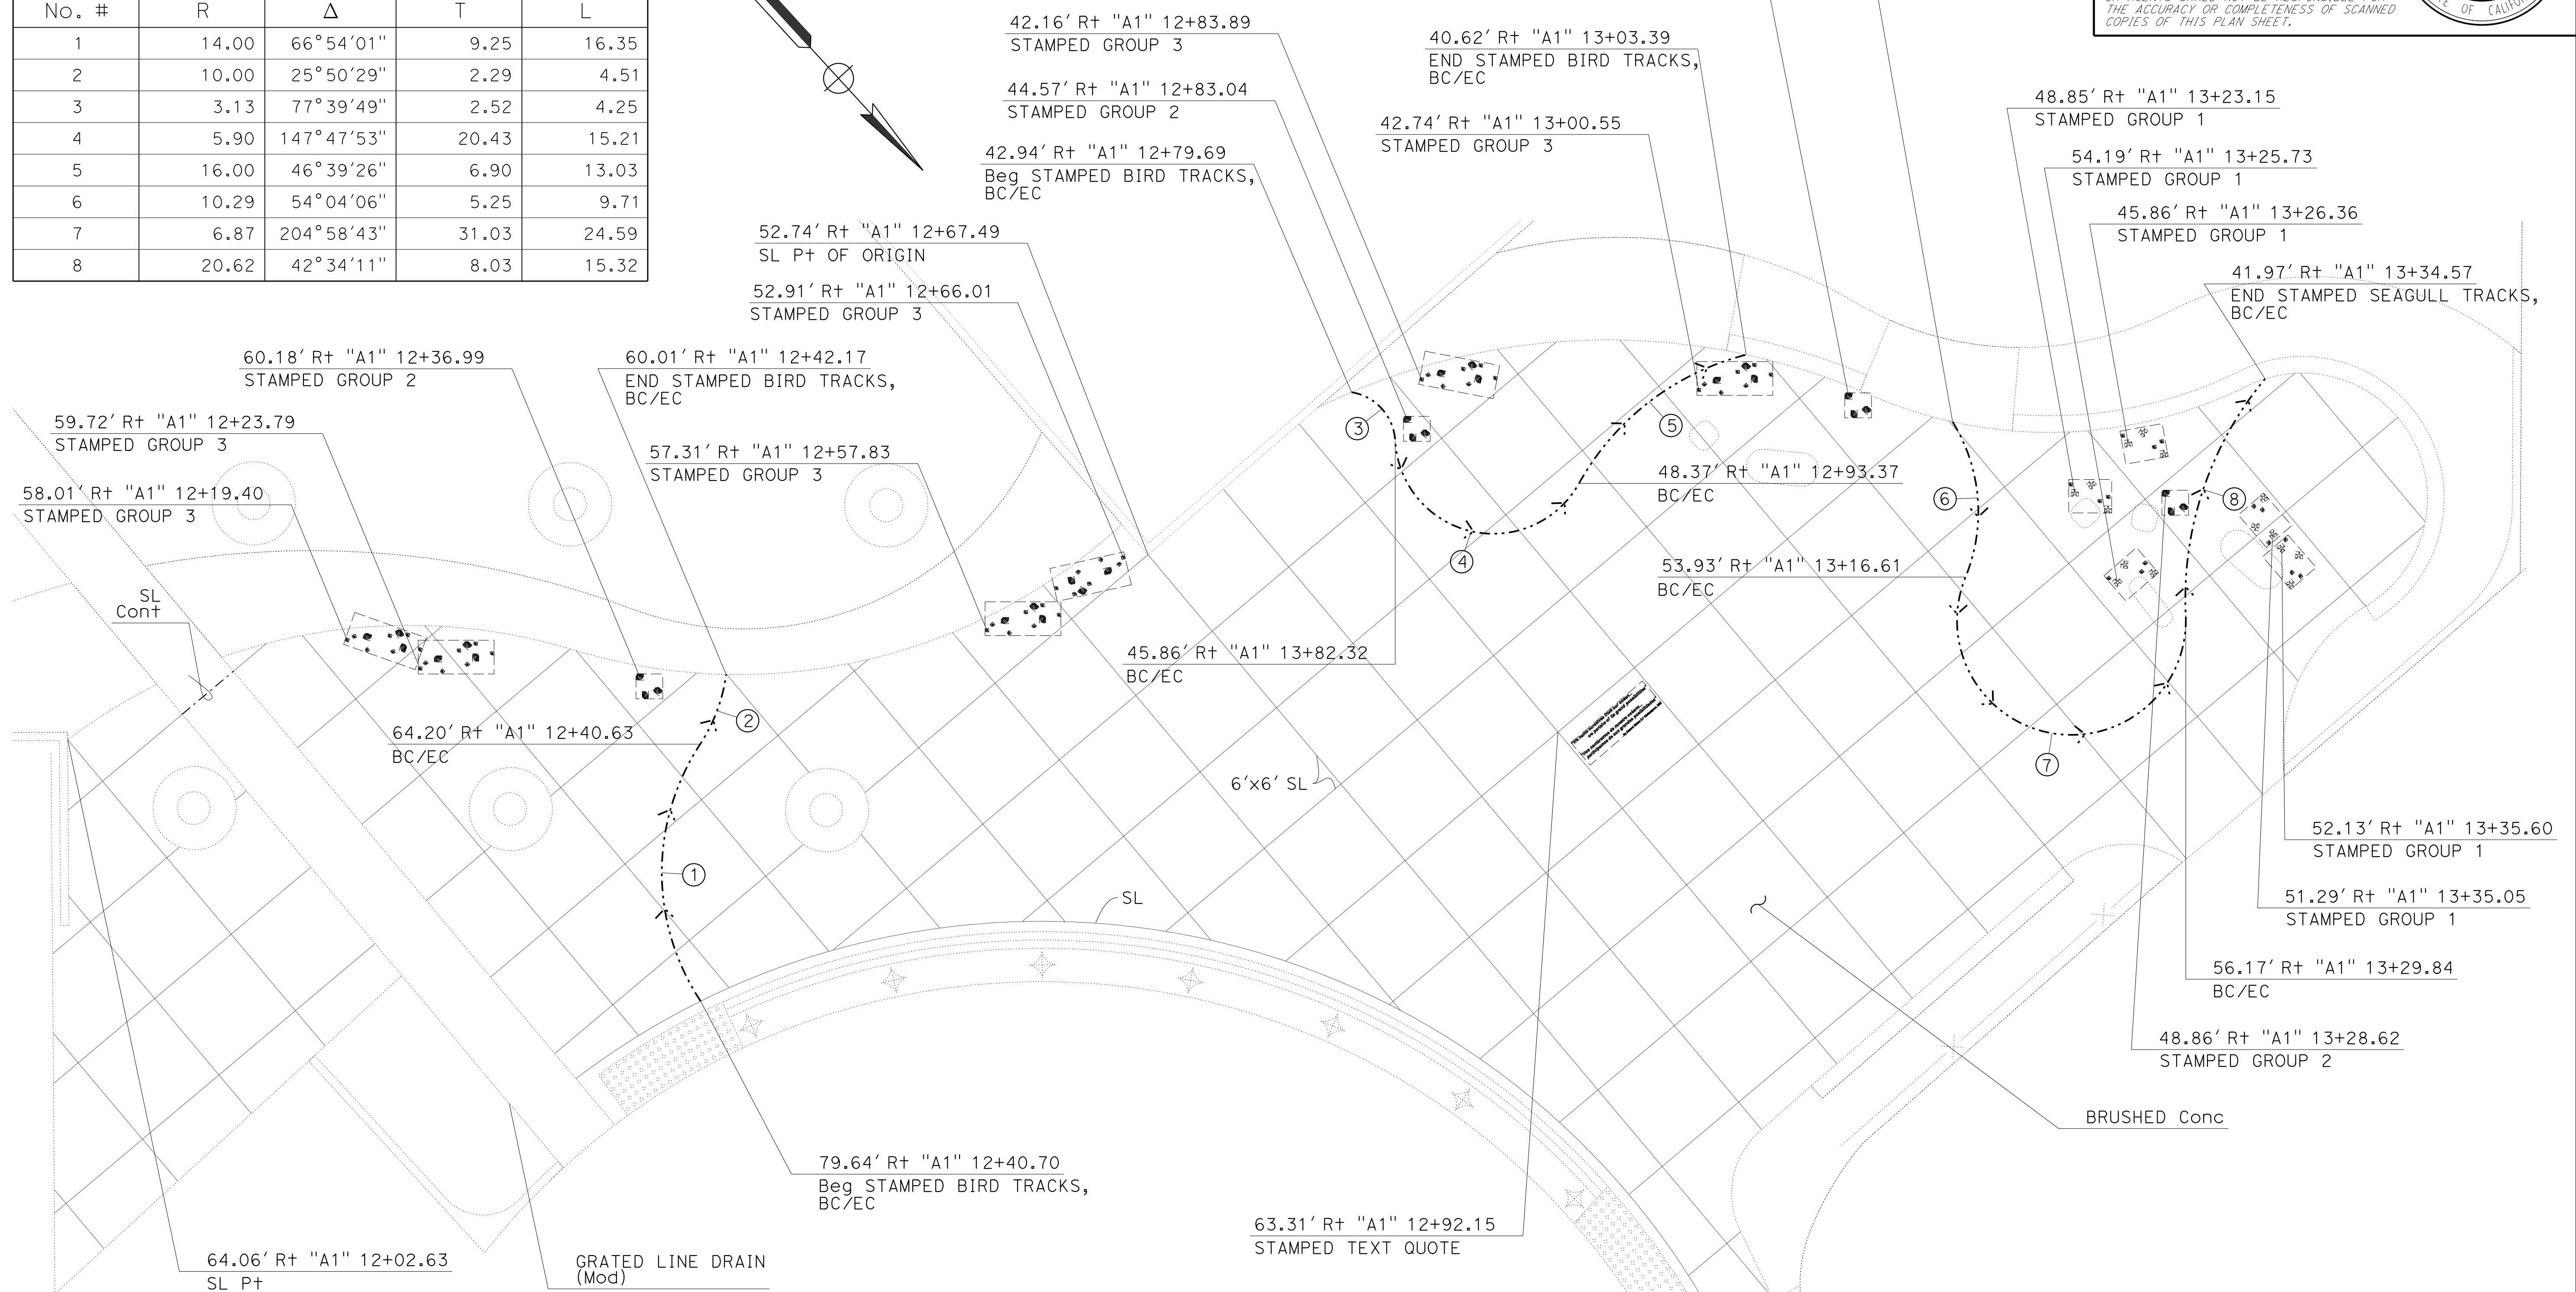 No. # R Δ T L
1 14.00 66°54'01" 9.25 16.35
2 10.00 25°50'29" 2.29 4.51
3 3.13 77°39'49" 2.52 4.25
4 5.90 147°47'53" 20.43 15.21
5 16.00 46°39'26" 6.90 13.03
6 10.29 54°04'06" 5.25 9.71
7 6.87 204°58'43" 31.03 24.59
8 20.62 42°34'11" 8.03 15.32
THE ACCURACY OR COMPLETENESS OF SCANNED
COPIES OF THIS PLAN SHEET.
OF CALIFOR
42.16' Rt "A1" 12+83.89
STAMPED GROUP 3
44.57' Rt "A1" 12+83.04
STAMPED GROUP 2
42.94' Rt "A1" 12+79.69
Beg STAMPED BIRD TRACKS,
BC/EC
52.74' Rt "A1" 12+67.49
SL Pt OF ORIGIN
52.91' Rt "A1" 12+66.01
STAMPED GROUP 3
40.62' Rt "A1" 13+03.39
END STAMPED BIRD TRACKS,
BC/EC
42.74' Rt "A1" 13+00.55
STAMPED GROUP 3
48.85' Rt "A1" 13+23.15
STAMPED GROUP 1
54.19' Rt "A1" 13+25.73
STAMPED GROUP 1
45.86' Rt "A1" 13+26.36
STAMPED GROUP 1
41.97' Rt "A1" 13+34.57
END STAMPED SEAGULL TRACKS,
BC/EC
60.18' Rt "A1" 12+36.99
STAMPED GROUP 2
60.01' Rt "A1" 12+42.17
END STAMPED BIRD TRACKS,
BC/EC
59.72' Rt "A1" 12+23.79
STAMPED GROUP 3
57.31' Rt "A1" 12+57.83
STAMPED GROUP 3
58.01' Rt "A1" 12+19.40
STAMPED GROUP 3
3
5
48.37' Rt "A1" 12+93.37
BC/EC
6
8
4
53.93' Rt "A1" 13+16.61
BC/EC
SL
Cont
45.86' Rt "A1" 13+82.32
BC/EC
2
64.20' Rt "A1" 12+40.63
BC/EC
7
6'x6' SL
1
SL
52.13' Rt "A1" 13+35.60
STAMPED GROUP 1
51.29' Rt "A1" 13+35.05
STAMPED GROUP 1
56.17' Rt "A1" 13+29.84
BC/EC
48.86' Rt "A1" 13+28.62
STAMPED GROUP 2
BRUSHED Conc
79.64' Rt "A1" 12+40.70
Beg STAMPED BIRD TRACKS,
BC/EC
63.31' Rt "A1" 12+92.15
STAMPED TEXT QUOTE
64.06' Rt "A1" 12+02.63
SL Pt
GRATED LINE DRAIN
(Mod)